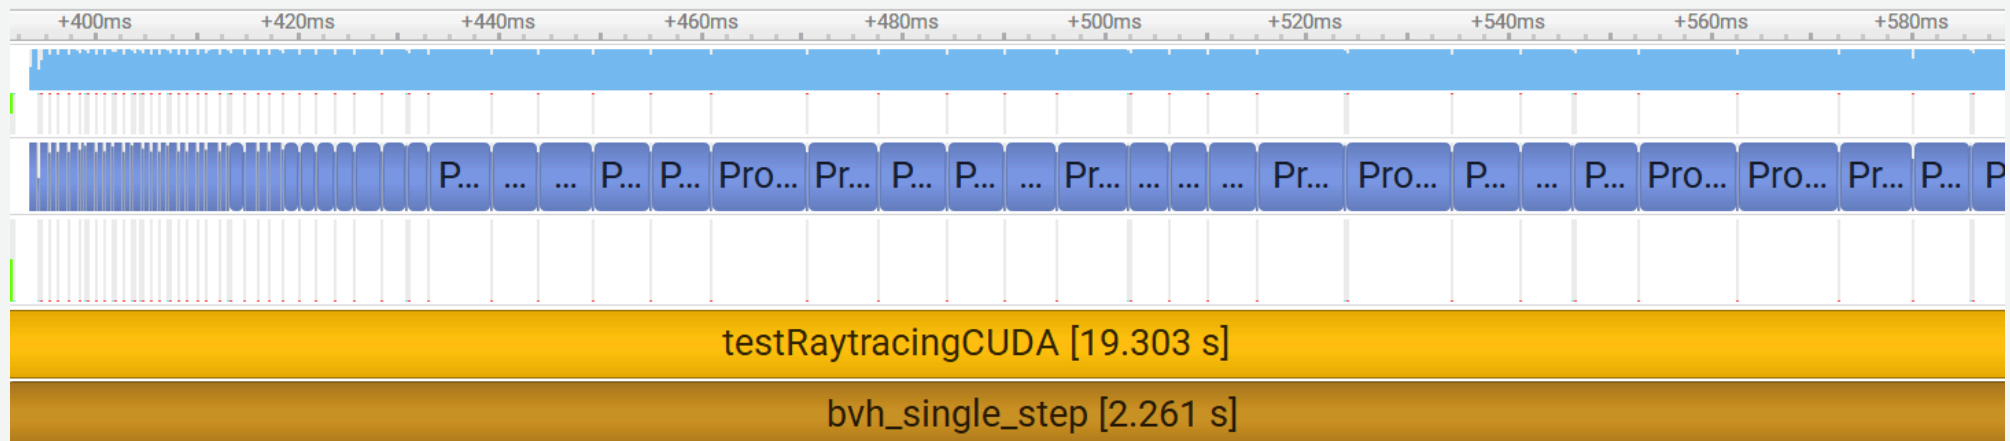 +400ms +420ms +440ms +460ms +480ms +500ms +520ms +540ms +560ms +580ms
P... ... ... P... P... Pro... Pr... P... P... ... Pr... ... ... ... Pr... Pro... P... ... P... Pro... Pro... Pr... P... P
testRaytracingCUDA [19.303 s]
bvh_single_step [2.261 s]